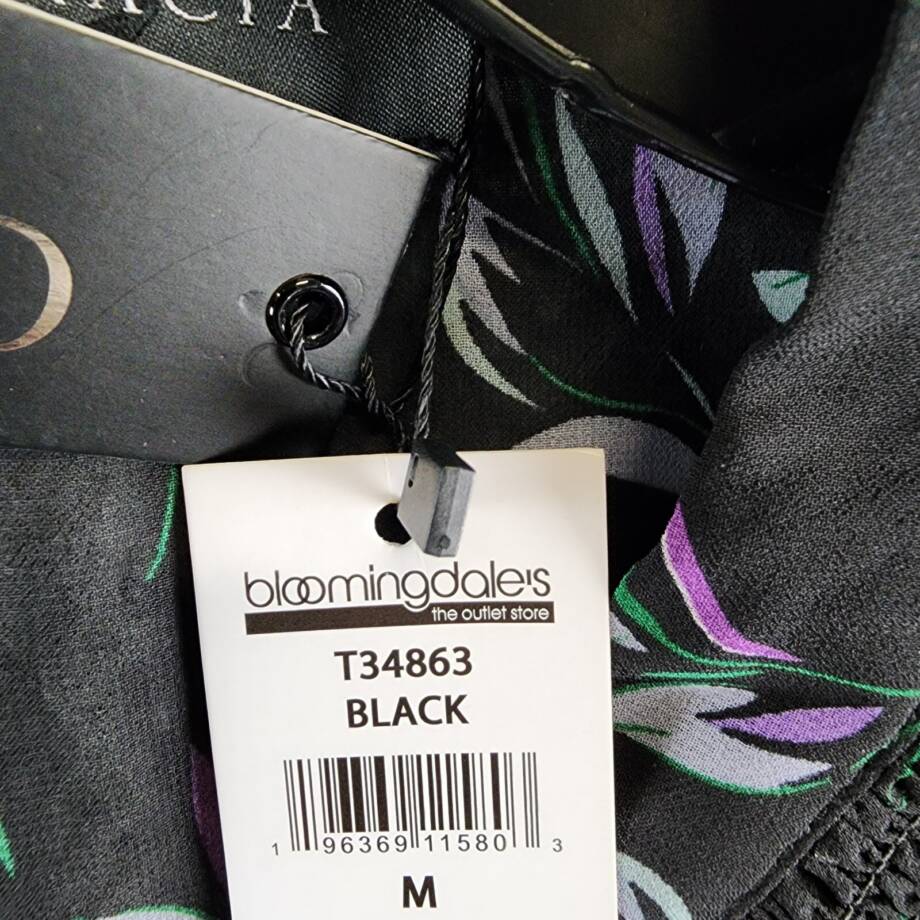 bloomingdale's
the outlet store
T34863
BLACK
1 96369 11580 3
M